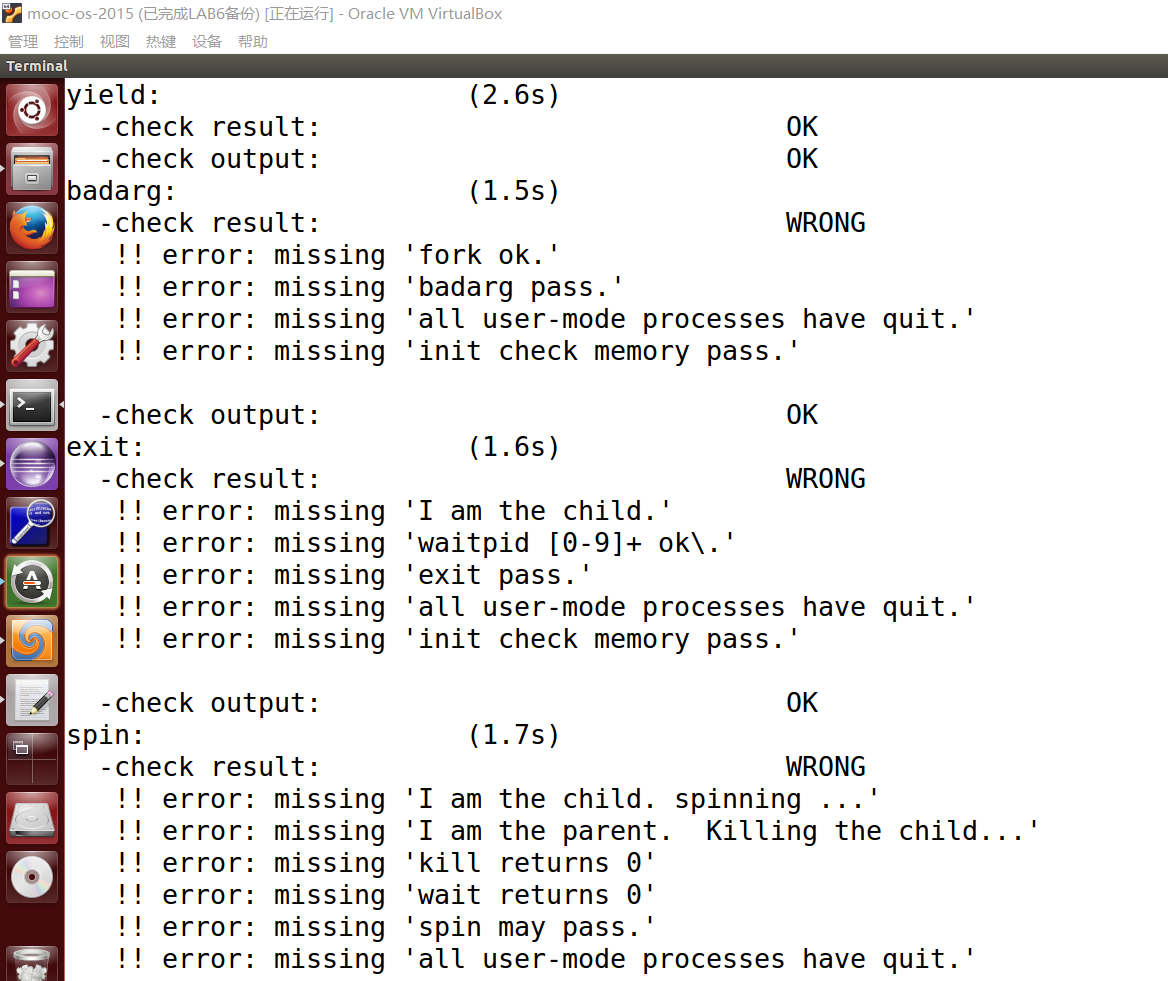 mooc-os-2015 (已完成LAB6备份) [正在运行] - Oracle VM VirtualBox
管理 控制 视图 热键 设备 帮助
Terminal
yield: (2.6s)
-check result: OK
-check output: OK
badarg: (1.5s)
-check result: WRONG
!! error: missing 'fork ok.'
!! error: missing 'badarg pass.'
!! error: missing 'all user-mode processes have quit.'
!! error: missing 'init check memory pass.'
-check output: OK
exit: (1.6s)
-check result: WRONG
!! error: missing 'I am the child.'
!! error: missing 'waitpid [0-9]+ ok\.'
!! error: missing 'exit pass.'
!! error: missing 'all user-mode processes have quit.'
!! error: missing 'init check memory pass.'
-check output: OK
spin: (1.7s)
-check result: WRONG
!! error: missing 'I am the child. spinning ...'
!! error: missing 'I am the parent.  Killing the child...'
!! error: missing 'kill returns 0'
!! error: missing 'wait returns 0'
!! error: missing 'spin may pass.'
!! error: missing 'all user-mode processes have quit.'